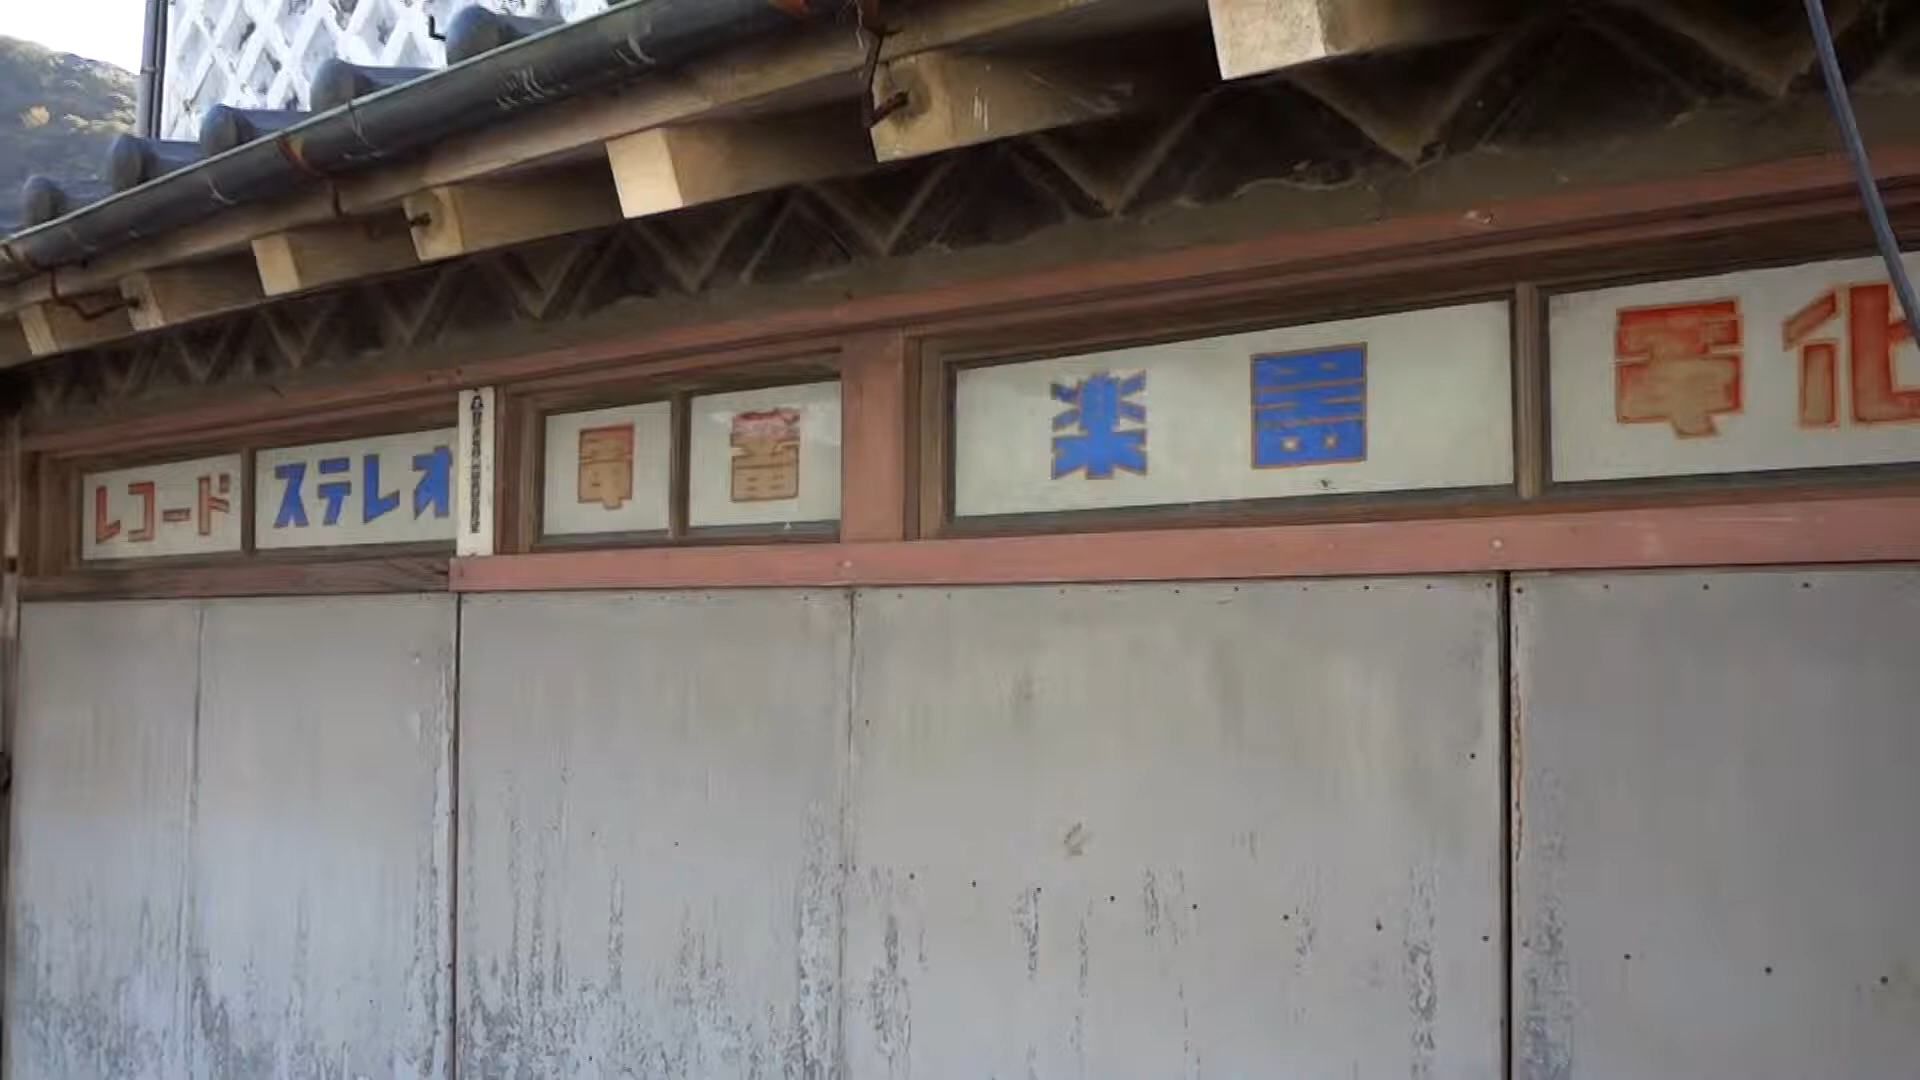 レコード
ステレオ
電蓄
楽器
電化